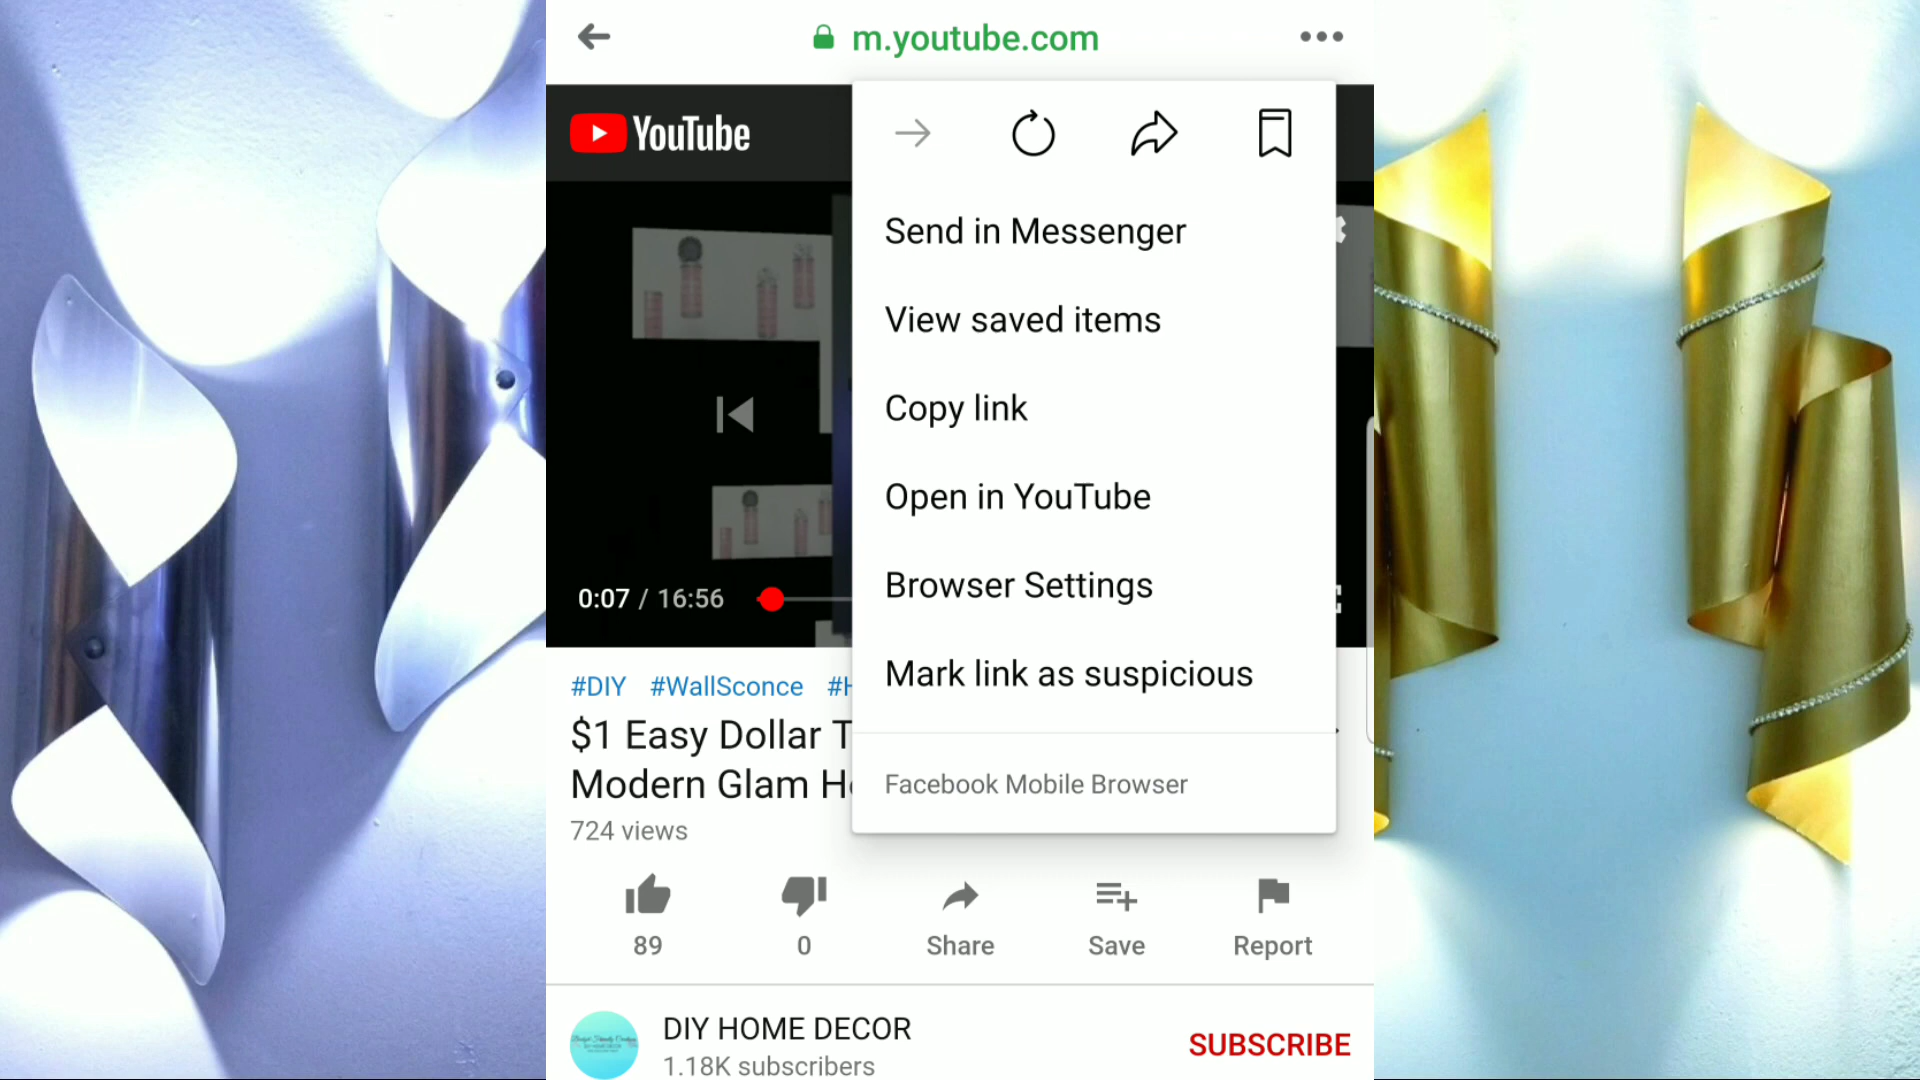 m.youtube.com
YouTube
Send in Messenger
View saved items
Copy link
Open in YouTube
Browser Settings
Mark link as suspicious
Facebook Mobile Browser
0:07 / 16:56
#DIY #WallSconce
$1 Easy Dollar
Modern Glam
724 views
89
0
Share
Save
Report
DIY HOME DECOR
1.18K subscribers
SUBSCRIBE